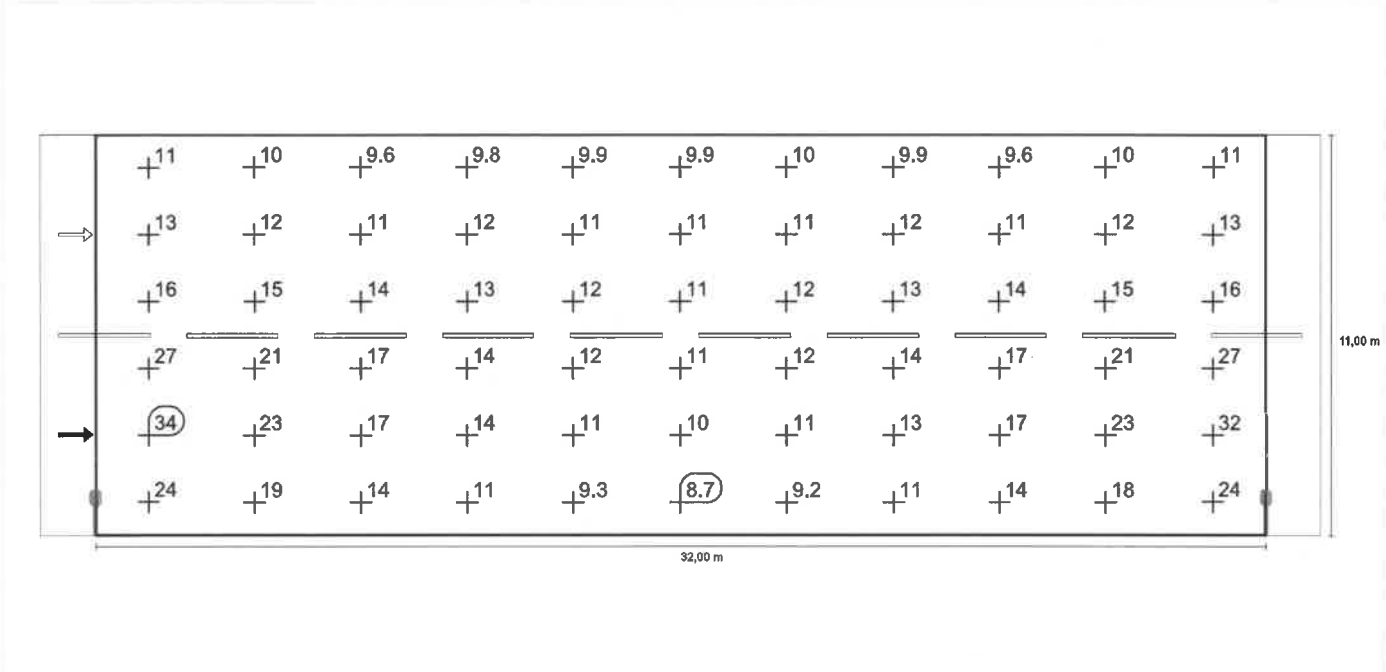 11 10 9.6 9.8 9.9 9.9 10 9.9 9.6 10 11
13 12 11 12 11 11 11 12 11 12 13
16 15 14 13 12 11 12 13 14 15 16
11,00 m
27 21 17 14 12 11 12 14 17 21 27
34 23 17 14 11 10 11 13 17 23 32
24 19 14 11 9.3 8.7 9.2 11 14 18 24
32,00 m